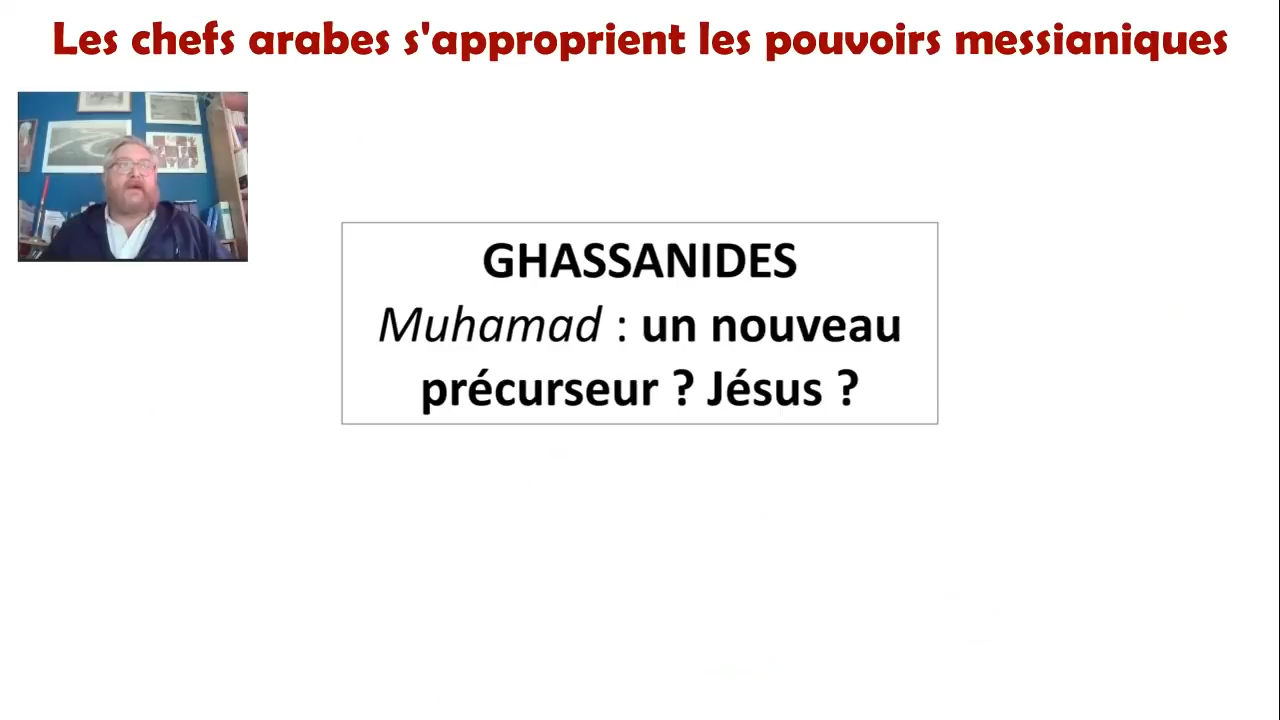 Les chefs arabes s'approprient les pouvoirs messianiques
GHASSANIDES
Muhamad : un nouveau
précurseur ? Jésus ?